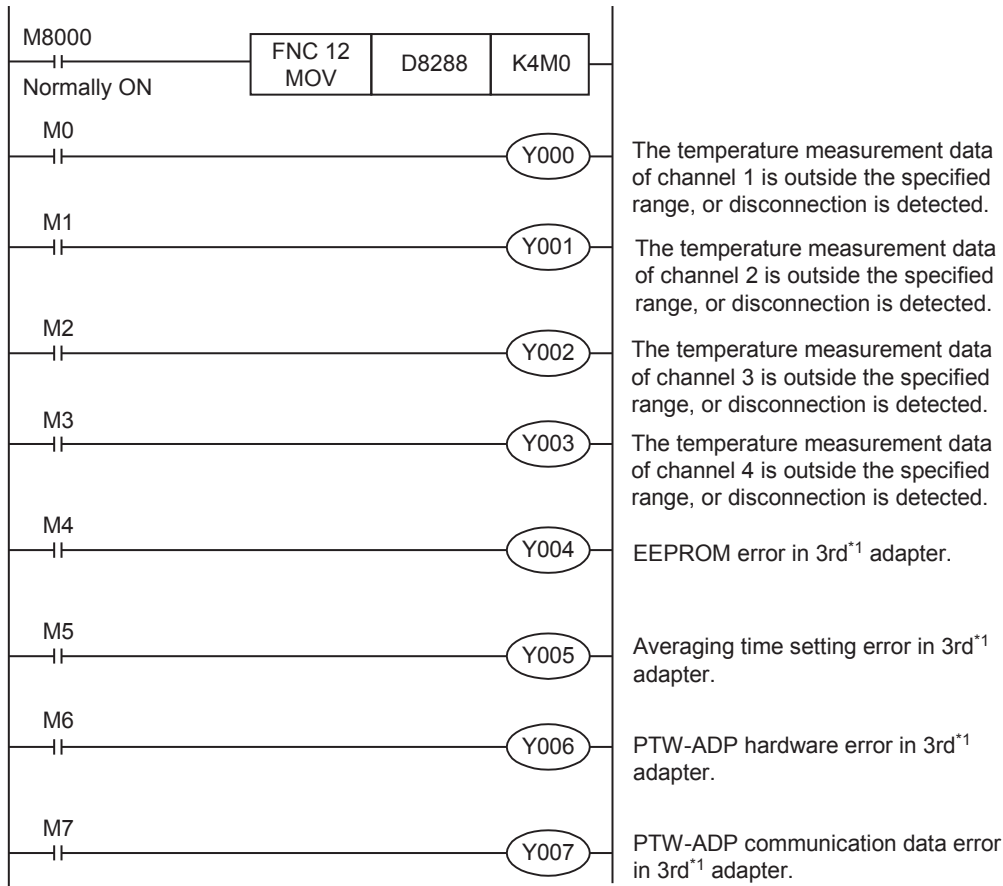 M8000
Normally ON
FNC 12
MOV
D8288
K4M0
M0
Y000
The temperature measurement data
of channel 1 is outside the specified
range, or disconnection is detected.
M1
Y001
The temperature measurement data
of channel 2 is outside the specified
range, or disconnection is detected.
M2
Y002
The temperature measurement data
of channel 3 is outside the specified
range, or disconnection is detected.
M3
Y003
The temperature measurement data
of channel 4 is outside the specified
range, or disconnection is detected.
M4
Y004
EEPROM error in 3rd*1 adapter.
M5
Y005
Averaging time setting error in 3rd*1
adapter.
M6
Y006
PTW-ADP hardware error in 3rd*1
adapter.
M7
Y007
PTW-ADP communication data error
in 3rd*1 adapter.